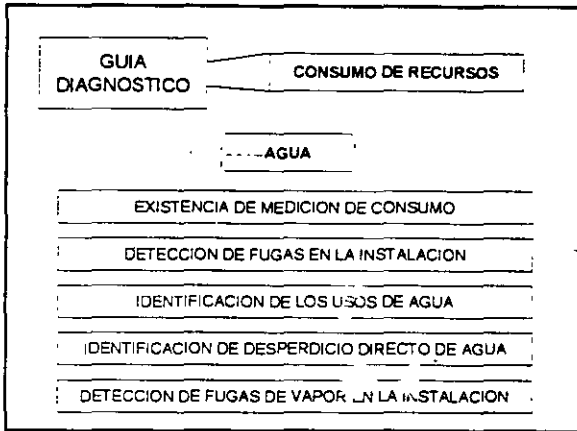 GUIA
DIAGNOSTICO
CONSUMO DE RECURSOS
AGUA
EXISTENCIA DE MEDICION DE CONSUMO
DETECCION DE FUGAS EN LA INSTALACION
IDENTIFICACION DE LOS USOS DE AGUA
IDENTIFICACION DE DESPERDICIO DIRECTO DE AGUA
DETECCION DE FUGAS DE VAPOR EN LA INSTALACION